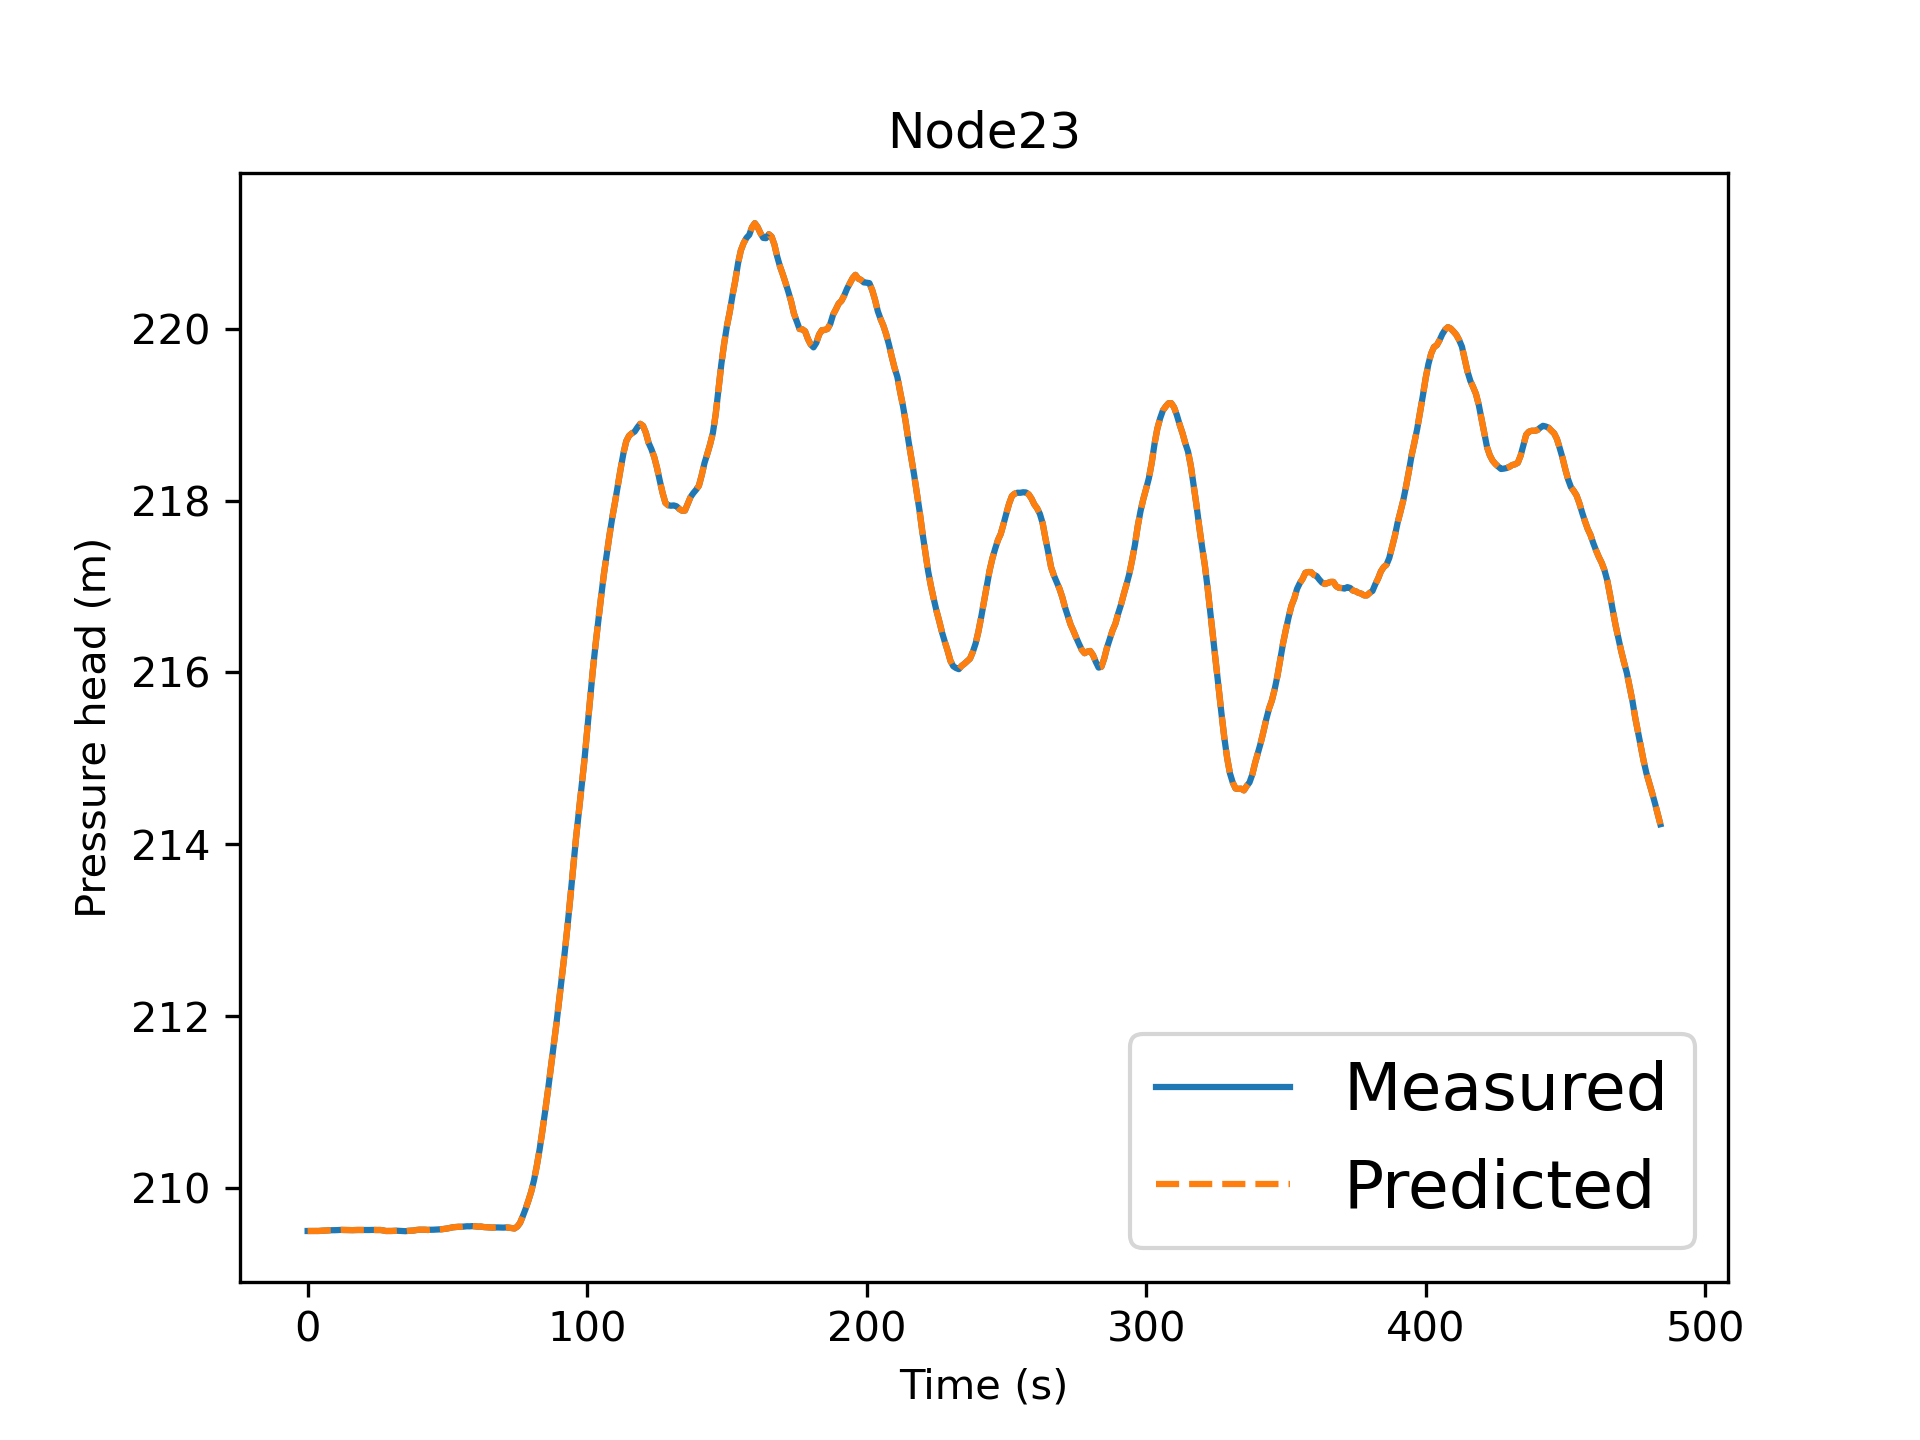 Node23
Pressure head (m)
220
218
216
214
212
210
Measured
Predicted
0 100 200 300 400 500
Time (s)